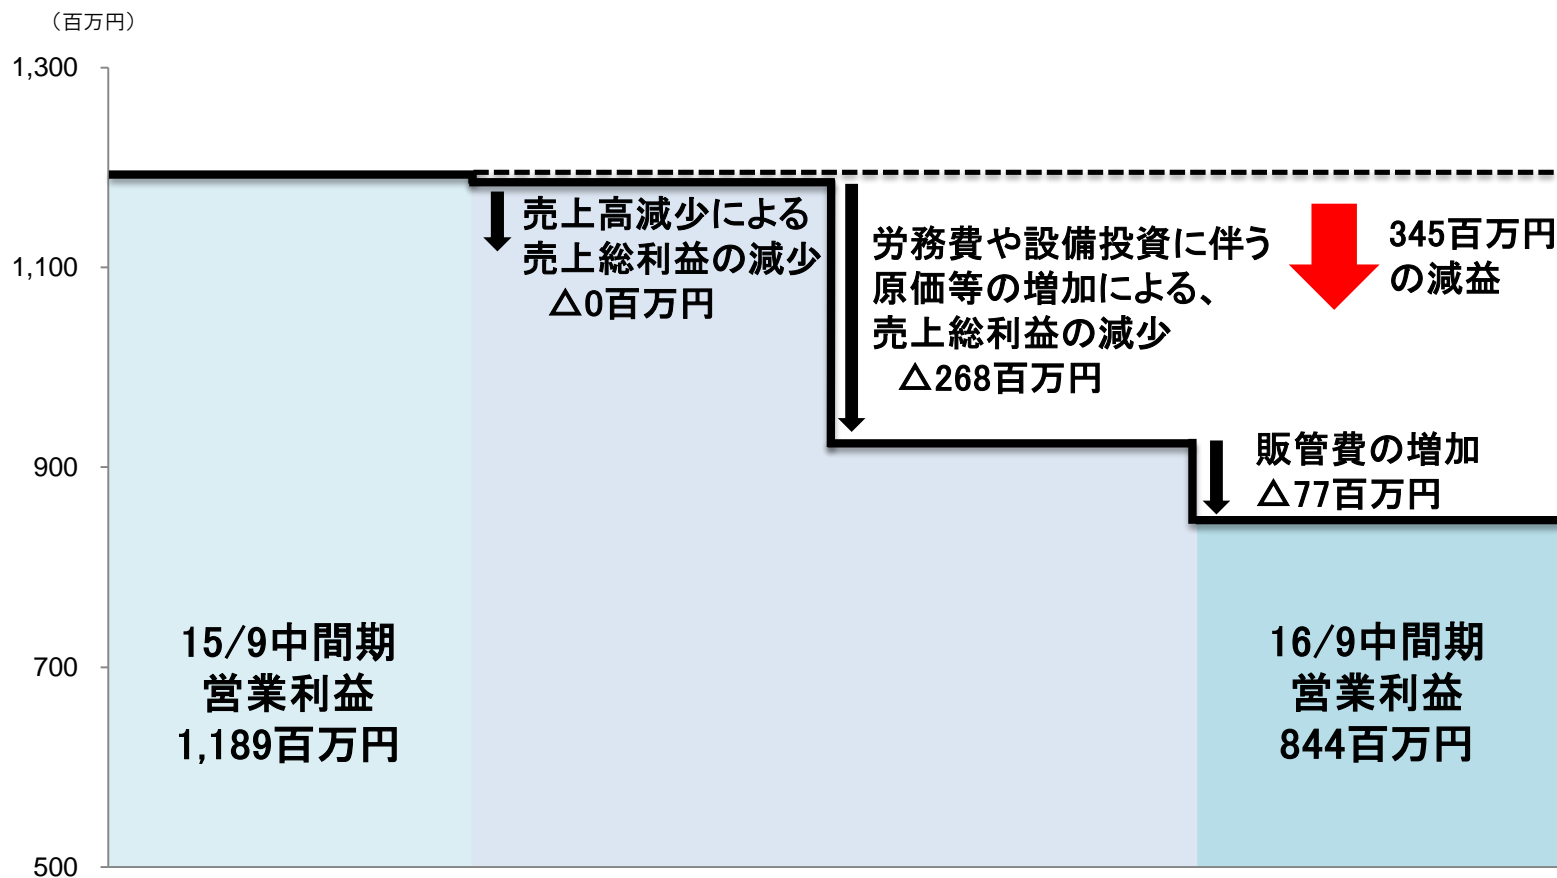 （百万円）
1,300
1,100
900
700
500
売上高減少による
売上総利益の減少
△0百万円
労務費や設備投資に伴う
原価等の増加による、
売上総利益の減少
△268百万円
345百万円
の減益
販管費の増加
△77百万円
15/9中間期
営業利益
1,189百万円
16/9中間期
営業利益
844百万円